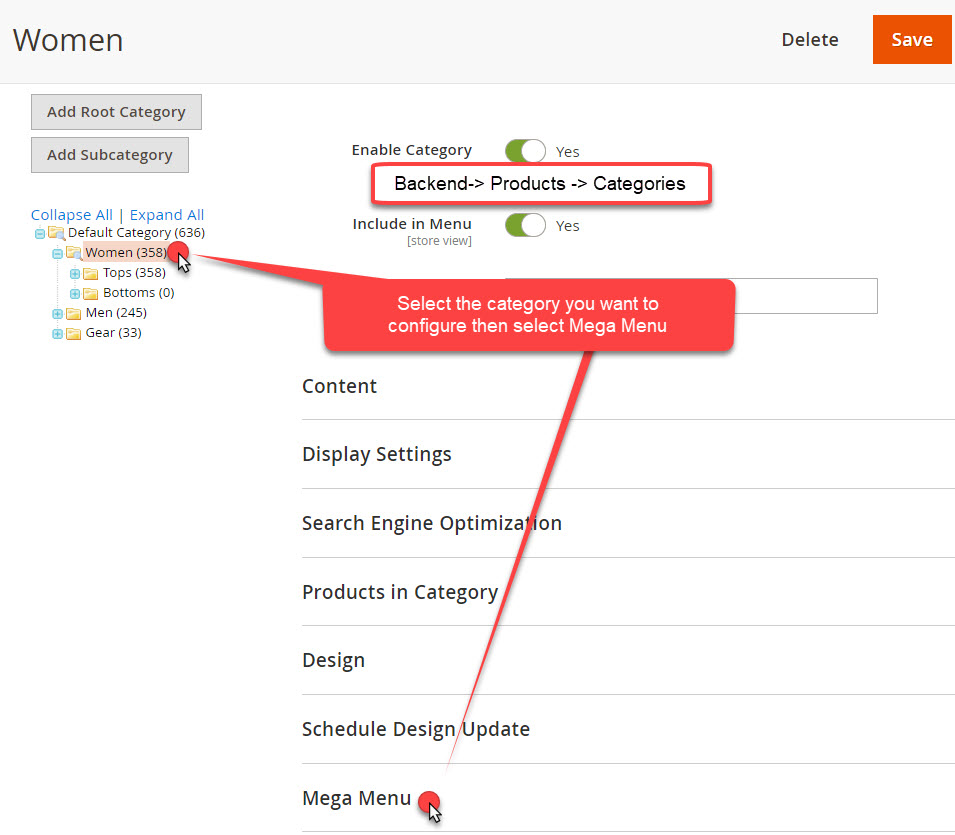 Women
Delete
Save
Add Root Category
Add Subcategory
Collapse All | Expand All
Default Category (636)
Women (358)
Tops (358)
Bottoms (0)
Men (245)
Gear (33)
Enable Category
Yes
Backend-> Products -> Categories
Include in Menu
[store view]
Yes
Select the category you want to
configure then select Mega Menu
Content
Display Settings
Search Engine Optimization
Products in Category
Design
Schedule Design Update
Mega Menu